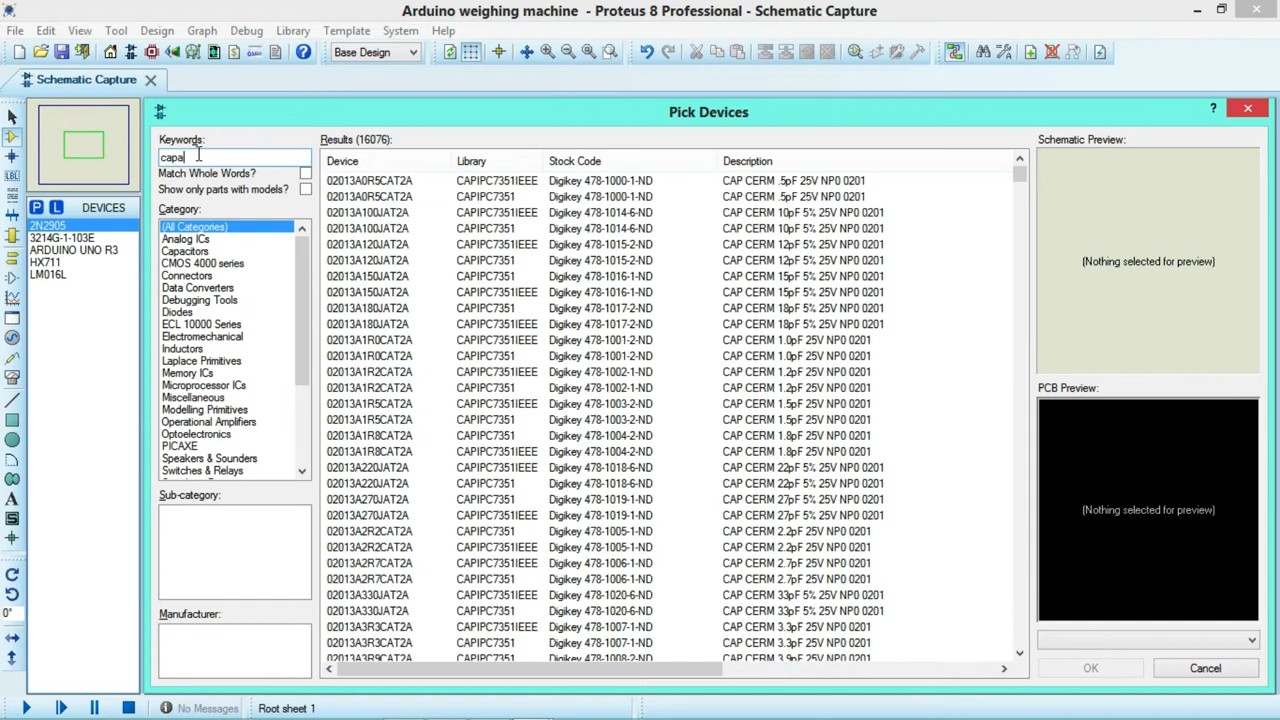 Arduino weighing machine - Proteus 8 Professional - Schematic Capture
File Edit View Tool Design Graph Debug Library Template System Help
Base Design
Schematic Capture
Pick Devices
Keywords:
capa
Match Whole Words?
Show only parts with models?
Category:
(All Categories)
Analog ICs
Capacitors
CMOS 4000 series
Connectors
Data Converters
Debugging Tools
Diodes
ECL 10000 Series
Electromechanical
Inductors
Laplace Primitives
Memory ICs
Microprocessor ICs
Miscellaneous
Modelling Primitives
Operational Amplifiers
Optoelectronics
PICAXE
Speakers & Sounders
Switches & Relays
Sub-category:
Manufacturer:
P L DEVICES
2N2905
3214G-1-103E
ARDUINO UNO R3
HX711
LM016L
LBL
A
S
0°
Results (16076):
Device Library Stock Code Description
02013A0R5CAT2A CAPIPC7351IEEE Digikey 478-1000-1-ND CAP CERM .5pF 25V NP0 0201
02013A0R5CAT2A CAPIPC7351 Digikey 478-1000-1-ND CAP CERM .5pF 25V NP0 0201
02013A100JAT2A CAPIPC7351IEEE Digikey 478-1014-6-ND CAP CERM 10pF 5% 25V NP0 0201
02013A100JAT2A CAPIPC7351 Digikey 478-1014-6-ND CAP CERM 10pF 5% 25V NP0 0201
02013A120JAT2A CAPIPC7351IEEE Digikey 478-1015-2-ND CAP CERM 12pF 5% 25V NP0 0201
02013A120JAT2A CAPIPC7351 Digikey 478-1015-2-ND CAP CERM 12pF 5% 25V NP0 0201
02013A150JAT2A CAPIPC7351 Digikey 478-1016-1-ND CAP CERM 15pF 5% 25V NP0 0201
02013A150JAT2A CAPIPC7351IEEE Digikey 478-1016-1-ND CAP CERM 15pF 5% 25V NP0 0201
02013A180JAT2A CAPIPC7351 Digikey 478-1017-2-ND CAP CERM 18pF 5% 25V NP0 0201
02013A180JAT2A CAPIPC7351IEEE Digikey 478-1017-2-ND CAP CERM 18pF 5% 25V NP0 0201
02013A1R0CAT2A CAPIPC7351IEEE Digikey 478-1001-2-ND CAP CERM 1.0pF 25V NP0 0201
02013A1R0CAT2A CAPIPC7351 Digikey 478-1001-2-ND CAP CERM 1.0pF 25V NP0 0201
02013A1R2CAT2A CAPIPC7351IEEE Digikey 478-1002-1-ND CAP CERM 1.2pF 25V NP0 0201
02013A1R2CAT2A CAPIPC7351 Digikey 478-1002-1-ND CAP CERM 1.2pF 25V NP0 0201
02013A1R5CAT2A CAPIPC7351IEEE Digikey 478-1003-2-ND CAP CERM 1.5pF 25V NP0 0201
02013A1R5CAT2A CAPIPC7351 Digikey 478-1003-2-ND CAP CERM 1.5pF 25V NP0 0201
02013A1R8CAT2A CAPIPC7351 Digikey 478-1004-2-ND CAP CERM 1.8pF 25V NP0 0201
02013A1R8CAT2A CAPIPC7351IEEE Digikey 478-1004-2-ND CAP CERM 1.8pF 25V NP0 0201
02013A220JAT2A CAPIPC7351IEEE Digikey 478-1018-6-ND CAP CERM 22pF 5% 25V NP0 0201
02013A220JAT2A CAPIPC7351 Digikey 478-1018-6-ND CAP CERM 22pF 5% 25V NP0 0201
02013A270JAT2A CAPIPC7351IEEE Digikey 478-1019-1-ND CAP CERM 27pF 5% 25V NP0 0201
02013A270JAT2A CAPIPC7351 Digikey 478-1019-1-ND CAP CERM 27pF 5% 25V NP0 0201
02013A2R2CAT2A CAPIPC7351 Digikey 478-1005-1-ND CAP CERM 2.2pF 25V NP0 0201
02013A2R2CAT2A CAPIPC7351IEEE Digikey 478-1005-1-ND CAP CERM 2.2pF 25V NP0 0201
02013A2R7CAT2A CAPIPC7351IEEE Digikey 478-1006-1-ND CAP CERM 2.7pF 25V NP0 0201
02013A2R7CAT2A CAPIPC7351 Digikey 478-1006-1-ND CAP CERM 2.7pF 25V NP0 0201
02013A330JAT2A CAPIPC7351IEEE Digikey 478-1020-6-ND CAP CERM 33pF 5% 25V NP0 0201
02013A330JAT2A CAPIPC7351 Digikey 478-1020-6-ND CAP CERM 33pF 5% 25V NP0 0201
02013A3R3CAT2A CAPIPC7351IEEE Digikey 478-1007-1-ND CAP CERM 3.3pF 25V NP0 0201
02013A3R3CAT2A CAPIPC7351 Digikey 478-1007-1-ND CAP CERM 3.3pF 25V NP0 0201
02013A3R9CAT2A CAPIPC7351 Digikey 478-1008-2-ND CAP CERM 3.9pF 25V NP0 0201
Schematic Preview:
(Nothing selected for preview)
PCB Preview:
(Nothing selected for preview)
OK Cancel
No Messages Root sheet 1